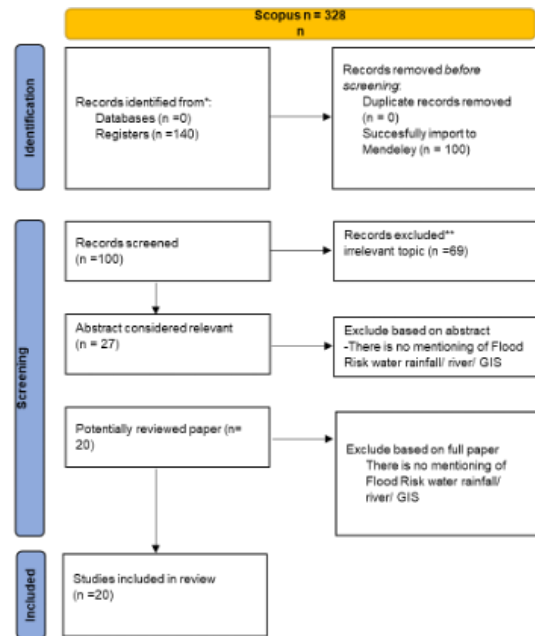 Scopus n = 328
n
Identification
Records identified from*:
Databases (n =0)
Registers (n =140)
Records removed before
screening:
Duplicate records removed
(n = 0)
Succesfully import to
Mendeley (n = 100)
Screening
Records screened
(n =100)
Records excluded**
irrelevant topic (n =69)
Abstract considered relevant
(n = 27)
Exclude based on abstract
-There is no mentioning of Flood
Risk water rainfall/ river/ GIS
Potentially reviewed paper (n=
20)
Exclude based on full paper
There is no mentioning of
Flood Risk water rainfall/
river/ GIS
Included
Studies included in review
(n =20)